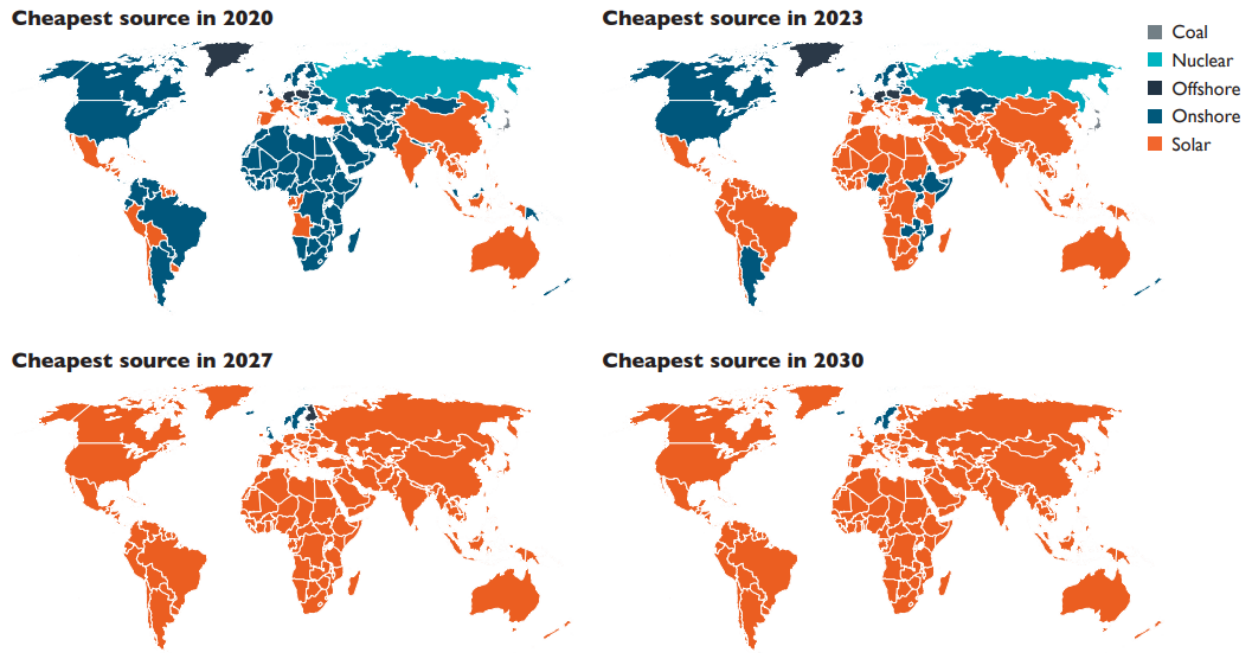 Cheapest source in 2020
Cheapest source in 2023
Coal
Nuclear
Offshore
Onshore
Solar
Cheapest source in 2027
Cheapest source in 2030